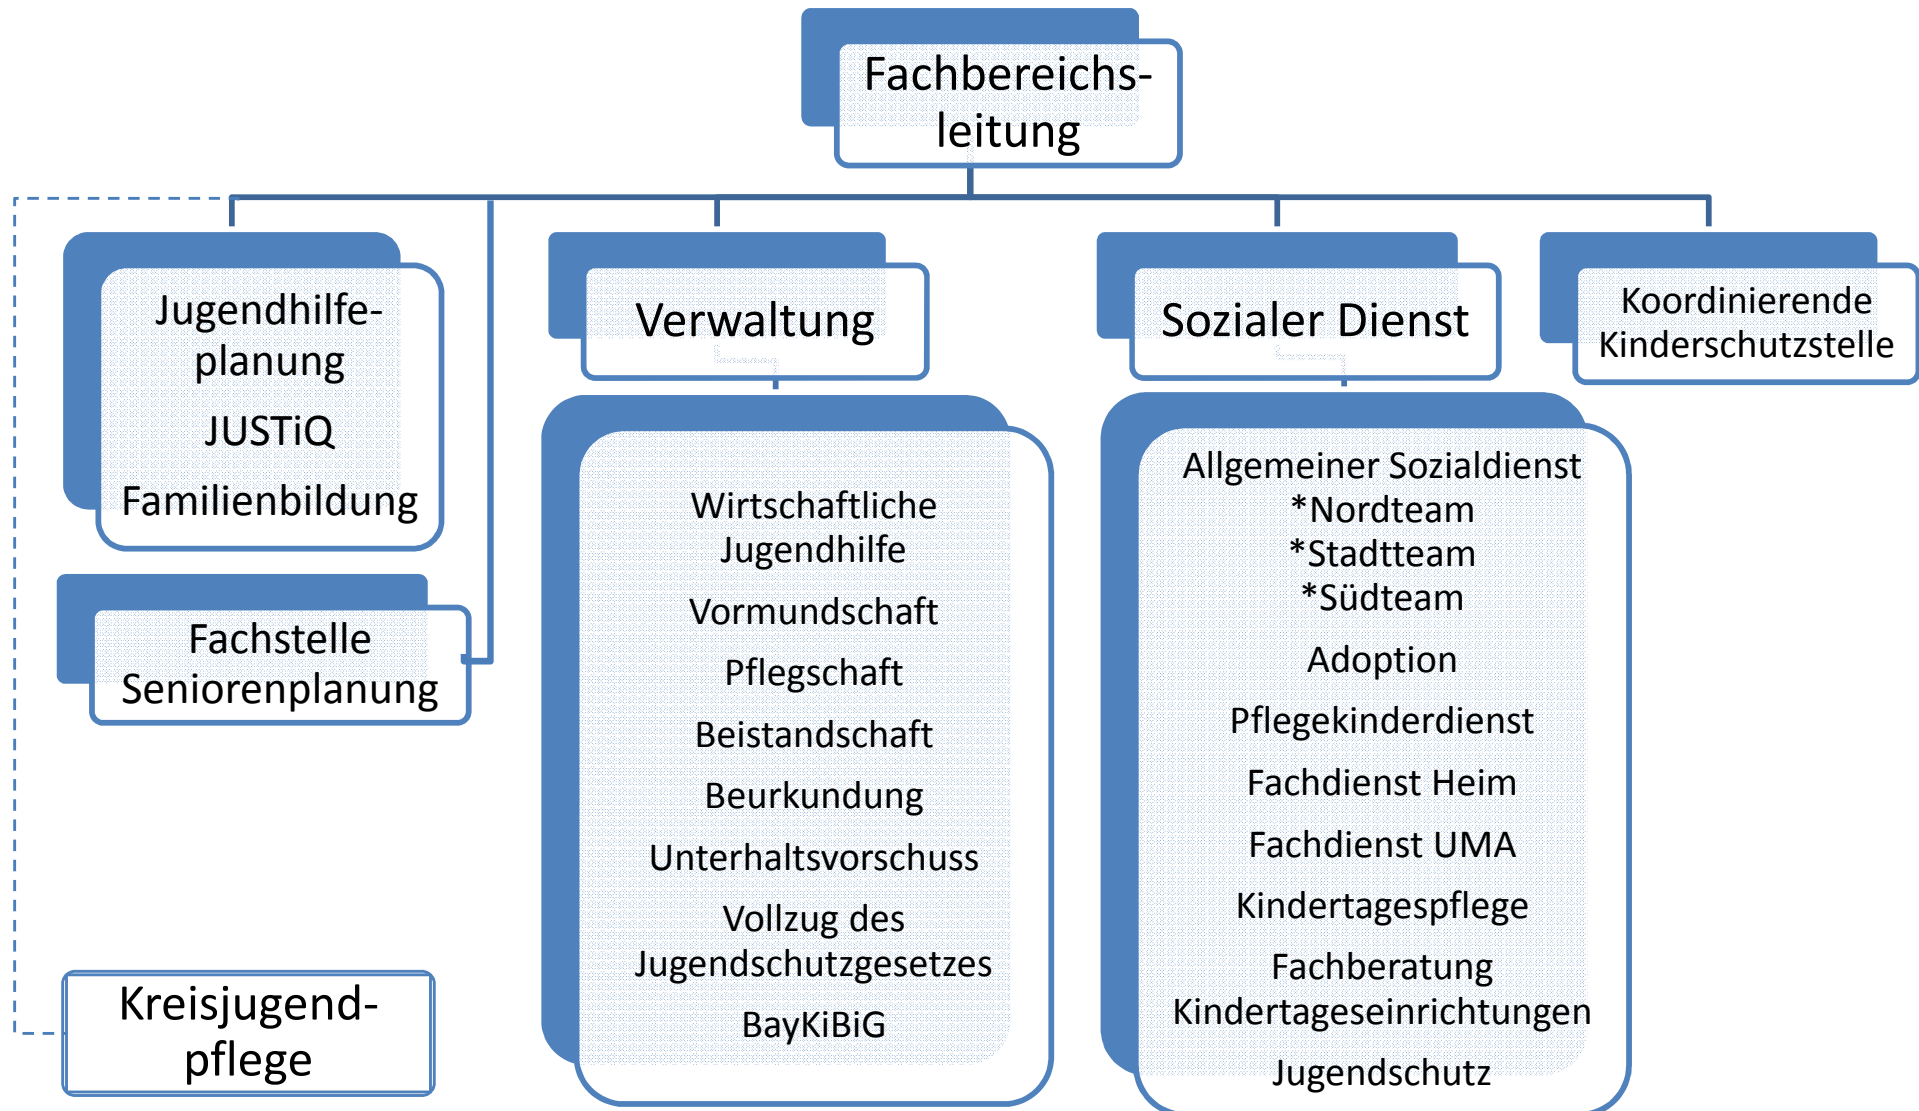 Fachbereichs-
leitung
Jugendhilfe-
planung
JUSTiQ
Familienbildung
Fachstelle
Seniorenplanung
Kreisjugend-
pflege
Verwaltung
Wirtschaftliche
Jugendhilfe
Vormundschaft
Pflegschaft
Beistandschaft
Beurkundung
Unterhaltsvorschuss
Vollzug des
Jugendschutzgesetzes
BayKiBiG
Sozialer Dienst
Allgemeiner Sozialdienst
*Nordteam
*Stadtteam
*Südteam
Adoption
Pflegekinderdienst
Fachdienst Heim
Fachdienst UMA
Kindertagespflege
Fachberatung
Kindertageseinrichtungen
Jugendschutz
Koordinierende
Kinderschutzstelle